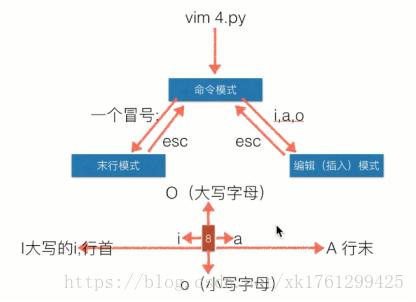 vim 4.py
命令模式
一个冒号:
i,a,o
esc
esc
末行模式
编辑（插入）模式
O（大写字母）
i
8
a
I大写的i,行首
A 行末
o（小写字母）
https://blog.csdn.net/xk1761299425